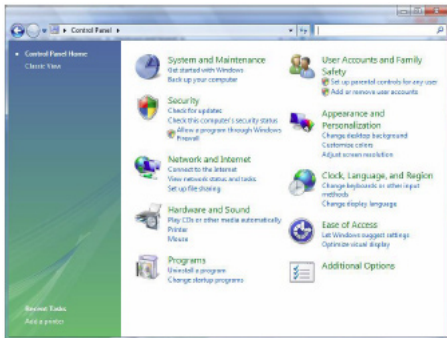 Control Panel
Control Panel Home
Classic View
System and Maintenance
Get started with Windows
Back up your computer
Security
Check for updates
Check this computer's security status
Allow a program through Windows
Firewall
Network and Internet
Connect to the Internet
View network status and tasks
Set up file sharing
Hardware and Sound
Play CDs or other media automatically
Printer
Mouse
Programs
Uninstall a program
Change startup programs
User Accounts and Family
Safety
Set up parental controls for any user
Add or remove user accounts
Appearance and
Personalization
Change desktop background
Customize colors
Adjust screen resolution
Clock, Language, and Region
Change keyboards or other input
methods
Change display language
Ease of Access
Let Windows suggest settings
Optimize visual display
Additional Options
Recent Tasks
Add a printer